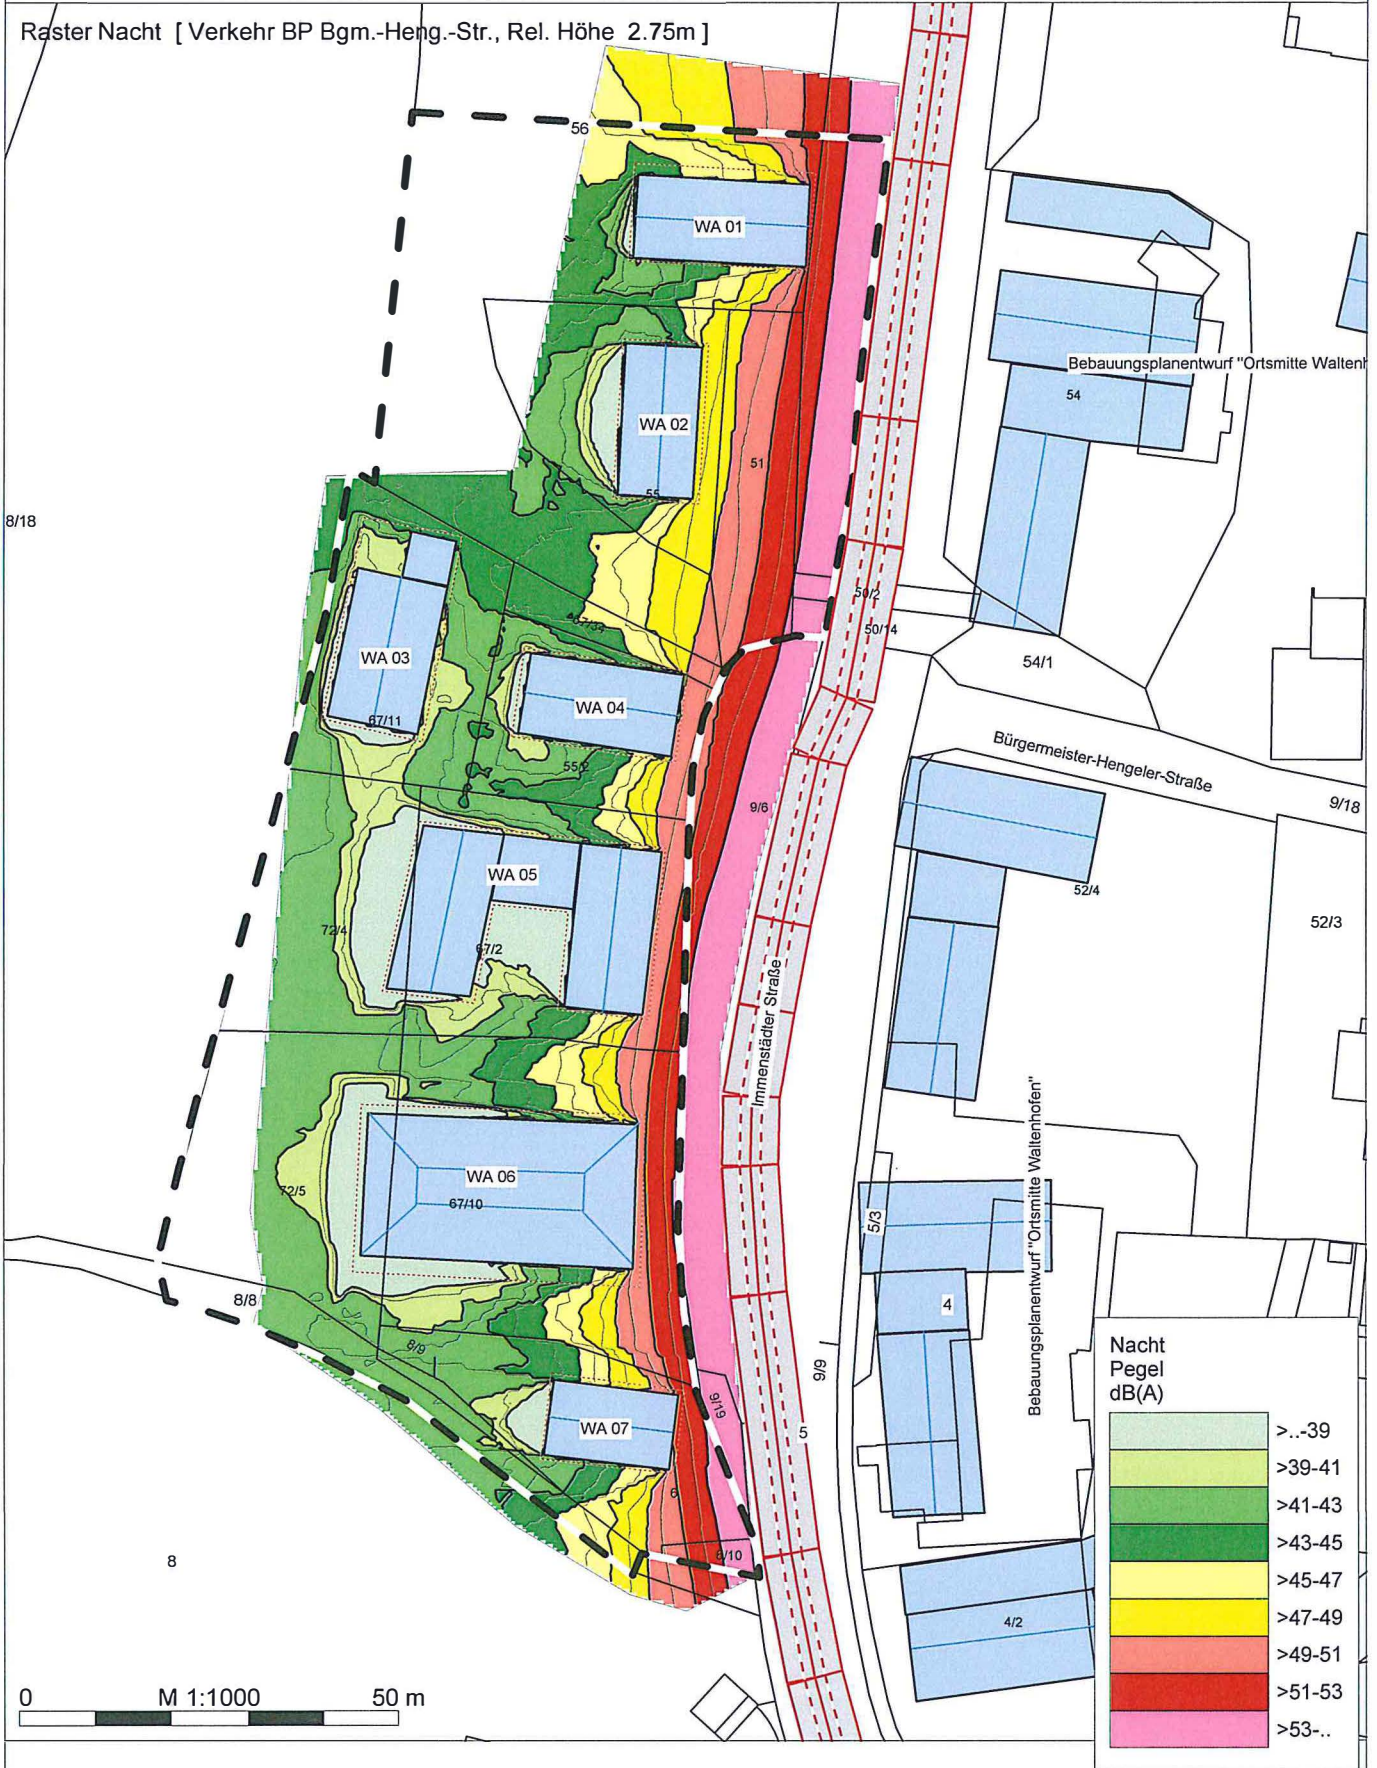 Raster Nacht [ Verkehr BP Bgm.-Heng.-Str., Rel. Höhe 2.75m ]
56
WA 01
Bebauungsplanentwurf "Ortsmitte Waltenh
54
WA 02
51
55
8/18
50/2
50/14
54/1
WA 03
67/11
WA 04
55/2
Bürgermeister-Hengeler-Straße
9/18
9/6
WA 05
52/4
52/3
72/4
67/2
Immenstädter Straße
Bebauungsplanentwurf "Ortsmitte Waltenhofen"
WA 06
67/10
72/5
5/3
8/8
4
8/9
9/9
9/19
WA 07
5
6
6/10
8
4/2
Nacht
Pegel
dB(A)
>..-39
>39-41
>41-43
>43-45
>45-47
>47-49
>49-51
>51-53
>53-..
0 M 1:1000 50 m